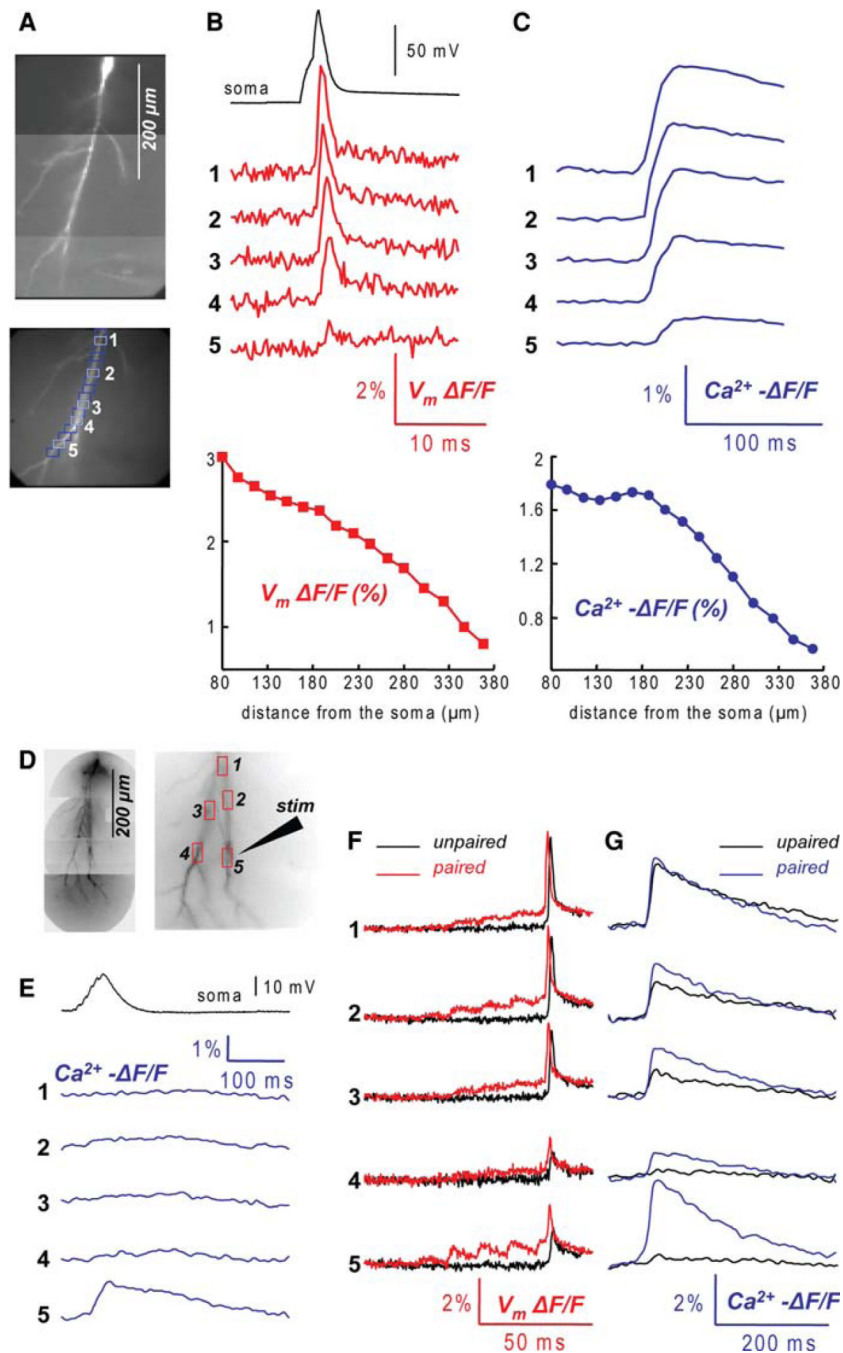 A
200 µm
1
2
3
4
5
B
50 mV
soma
1
2
3
4
5
2%
Vm ΔF/F
10 ms
3
2
1
Vm ΔF/F (%)
80 130 180 230 280 330 380
distance from the soma (µm)
C
1
2
3
4
5
1%
Ca²⁺ -ΔF/F
100 ms
2
1.6
1.2
0.8
Ca²⁺ -ΔF/F (%)
80 130 180 230 280 330 380
distance from the soma (µm)
D
200 µm
1
2
3
stim
4
5
E
soma
10 mV
1%
100 ms
Ca²⁺ -ΔF/F
1
2
3
4
5
F
unpaired
paired
1
2
3
4
5
2%
Vm ΔF/F
50 ms
G
upaired
paired
2%
Ca²⁺ -ΔF/F
200 ms